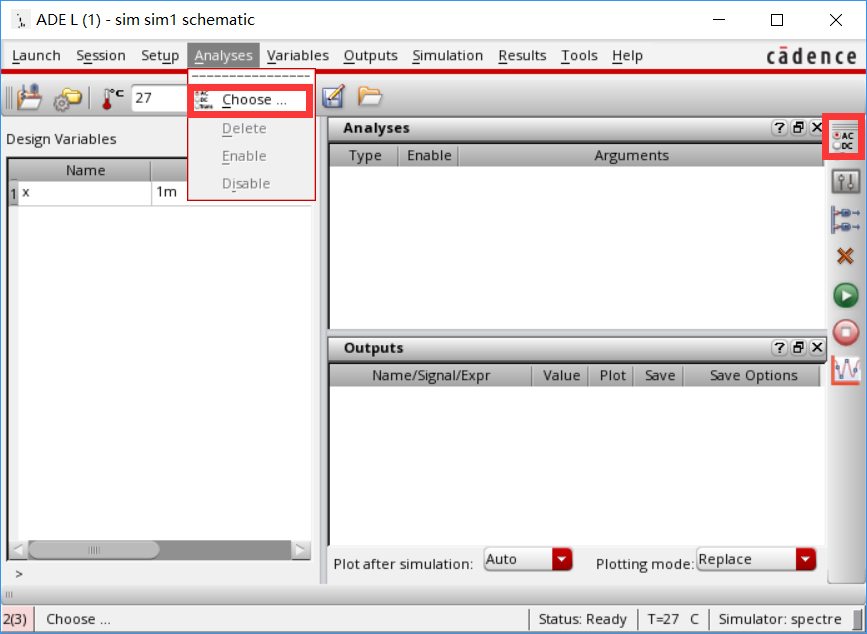 ADE L (1) - sim sim1 schematic
Launch Session Setup Analyses Variables Outputs Simulation Results Tools Help cādence
°C 27
Choose ...
Delete
Enable
Disable
Design Variables
Name
1 x 1m
Analyses
Type Enable Arguments
AC
DC
Outputs
Name/Signal/Expr Value Plot Save Save Options
Plot after simulation: Auto Plotting mode: Replace
>
2(3) Choose ... Status: Ready T=27 C Simulator: spectre